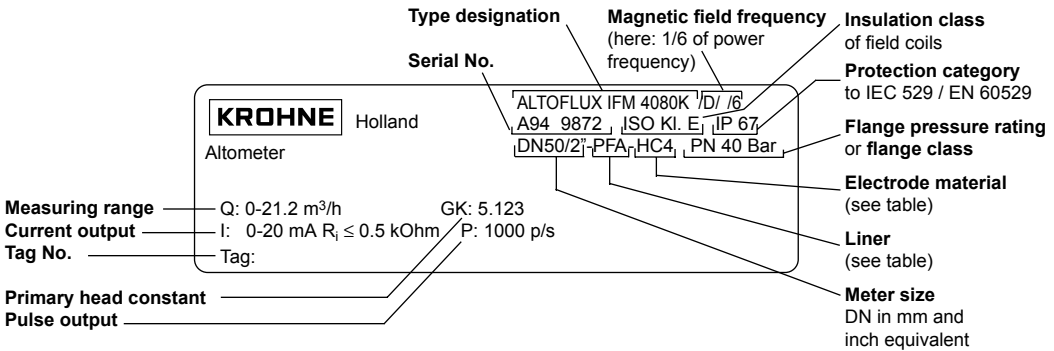 Type designation
Magnetic field frequency
(here: 1/6 of power
frequency)
Insulation class
of field coils
Serial No.
Protection category
to IEC 529 / EN 60529
KROHNE Holland
ALTOFLUX IFM 4080K /D/ /6
A94 9872 ISO Kl. E IP 67
Altometer
DN50/2"-PFA-HC4 PN 40 Bar
Flange pressure rating
or flange class
Electrode material
(see table)
Measuring range
Q: 0-21.2 m³/h GK: 5.123
Current output
I: 0-20 mA Rᵢ ≤ 0.5 kOhm P: 1000 p/s
Tag No.
Tag:
Liner
(see table)
Primary head constant
Pulse output
Meter size
DN in mm and
inch equivalent